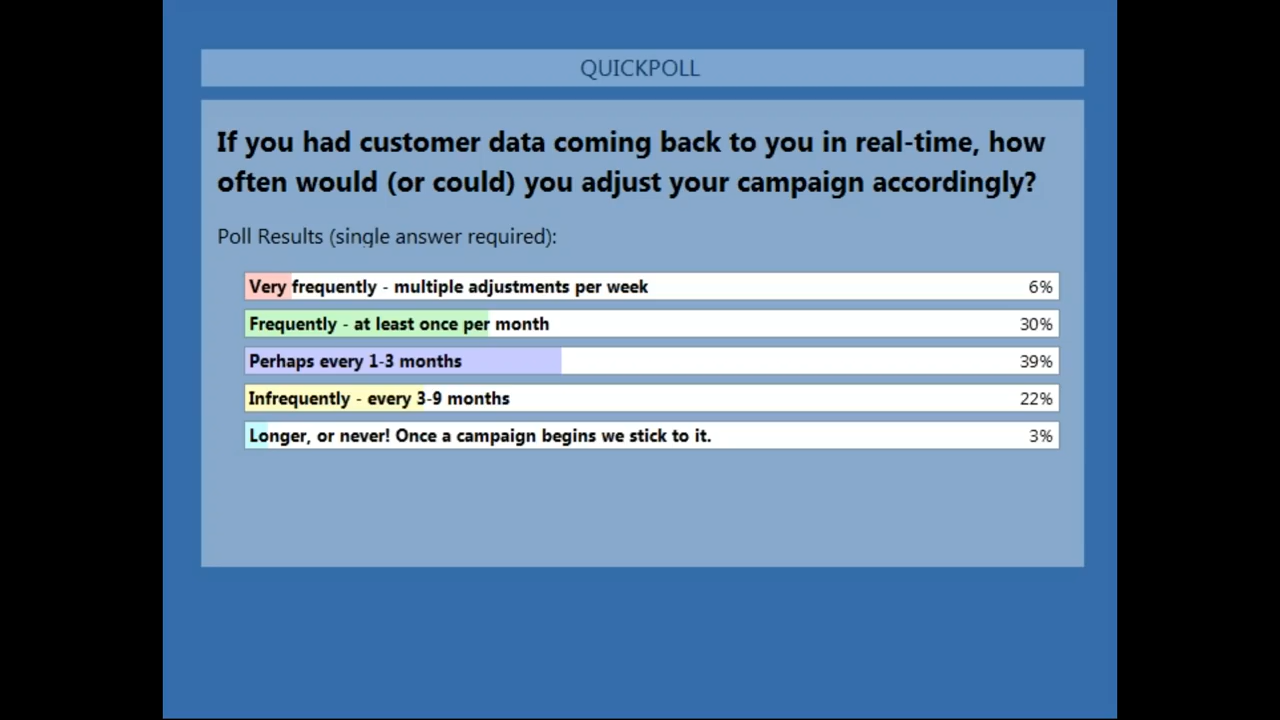 QUICKPOLL
If you had customer data coming back to you in real-time, how
often would (or could) you adjust your campaign accordingly?
Poll Results (single answer required):
Very frequently - multiple adjustments per week 6%
Frequently - at least once per month 30%
Perhaps every 1-3 months 39%
Infrequently - every 3-9 months 22%
Longer, or never! Once a campaign begins we stick to it. 3%